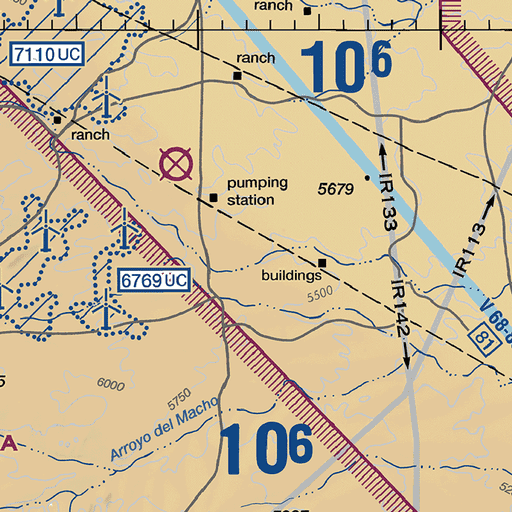 ranch
7110 UC
ranch
10⁶
ranch
pumping
station
5679
IR133
IR113
buildings
6769 UC
5500
IR142
V 68-
81
6000
5750
Arroyo del Macho
10⁶
A